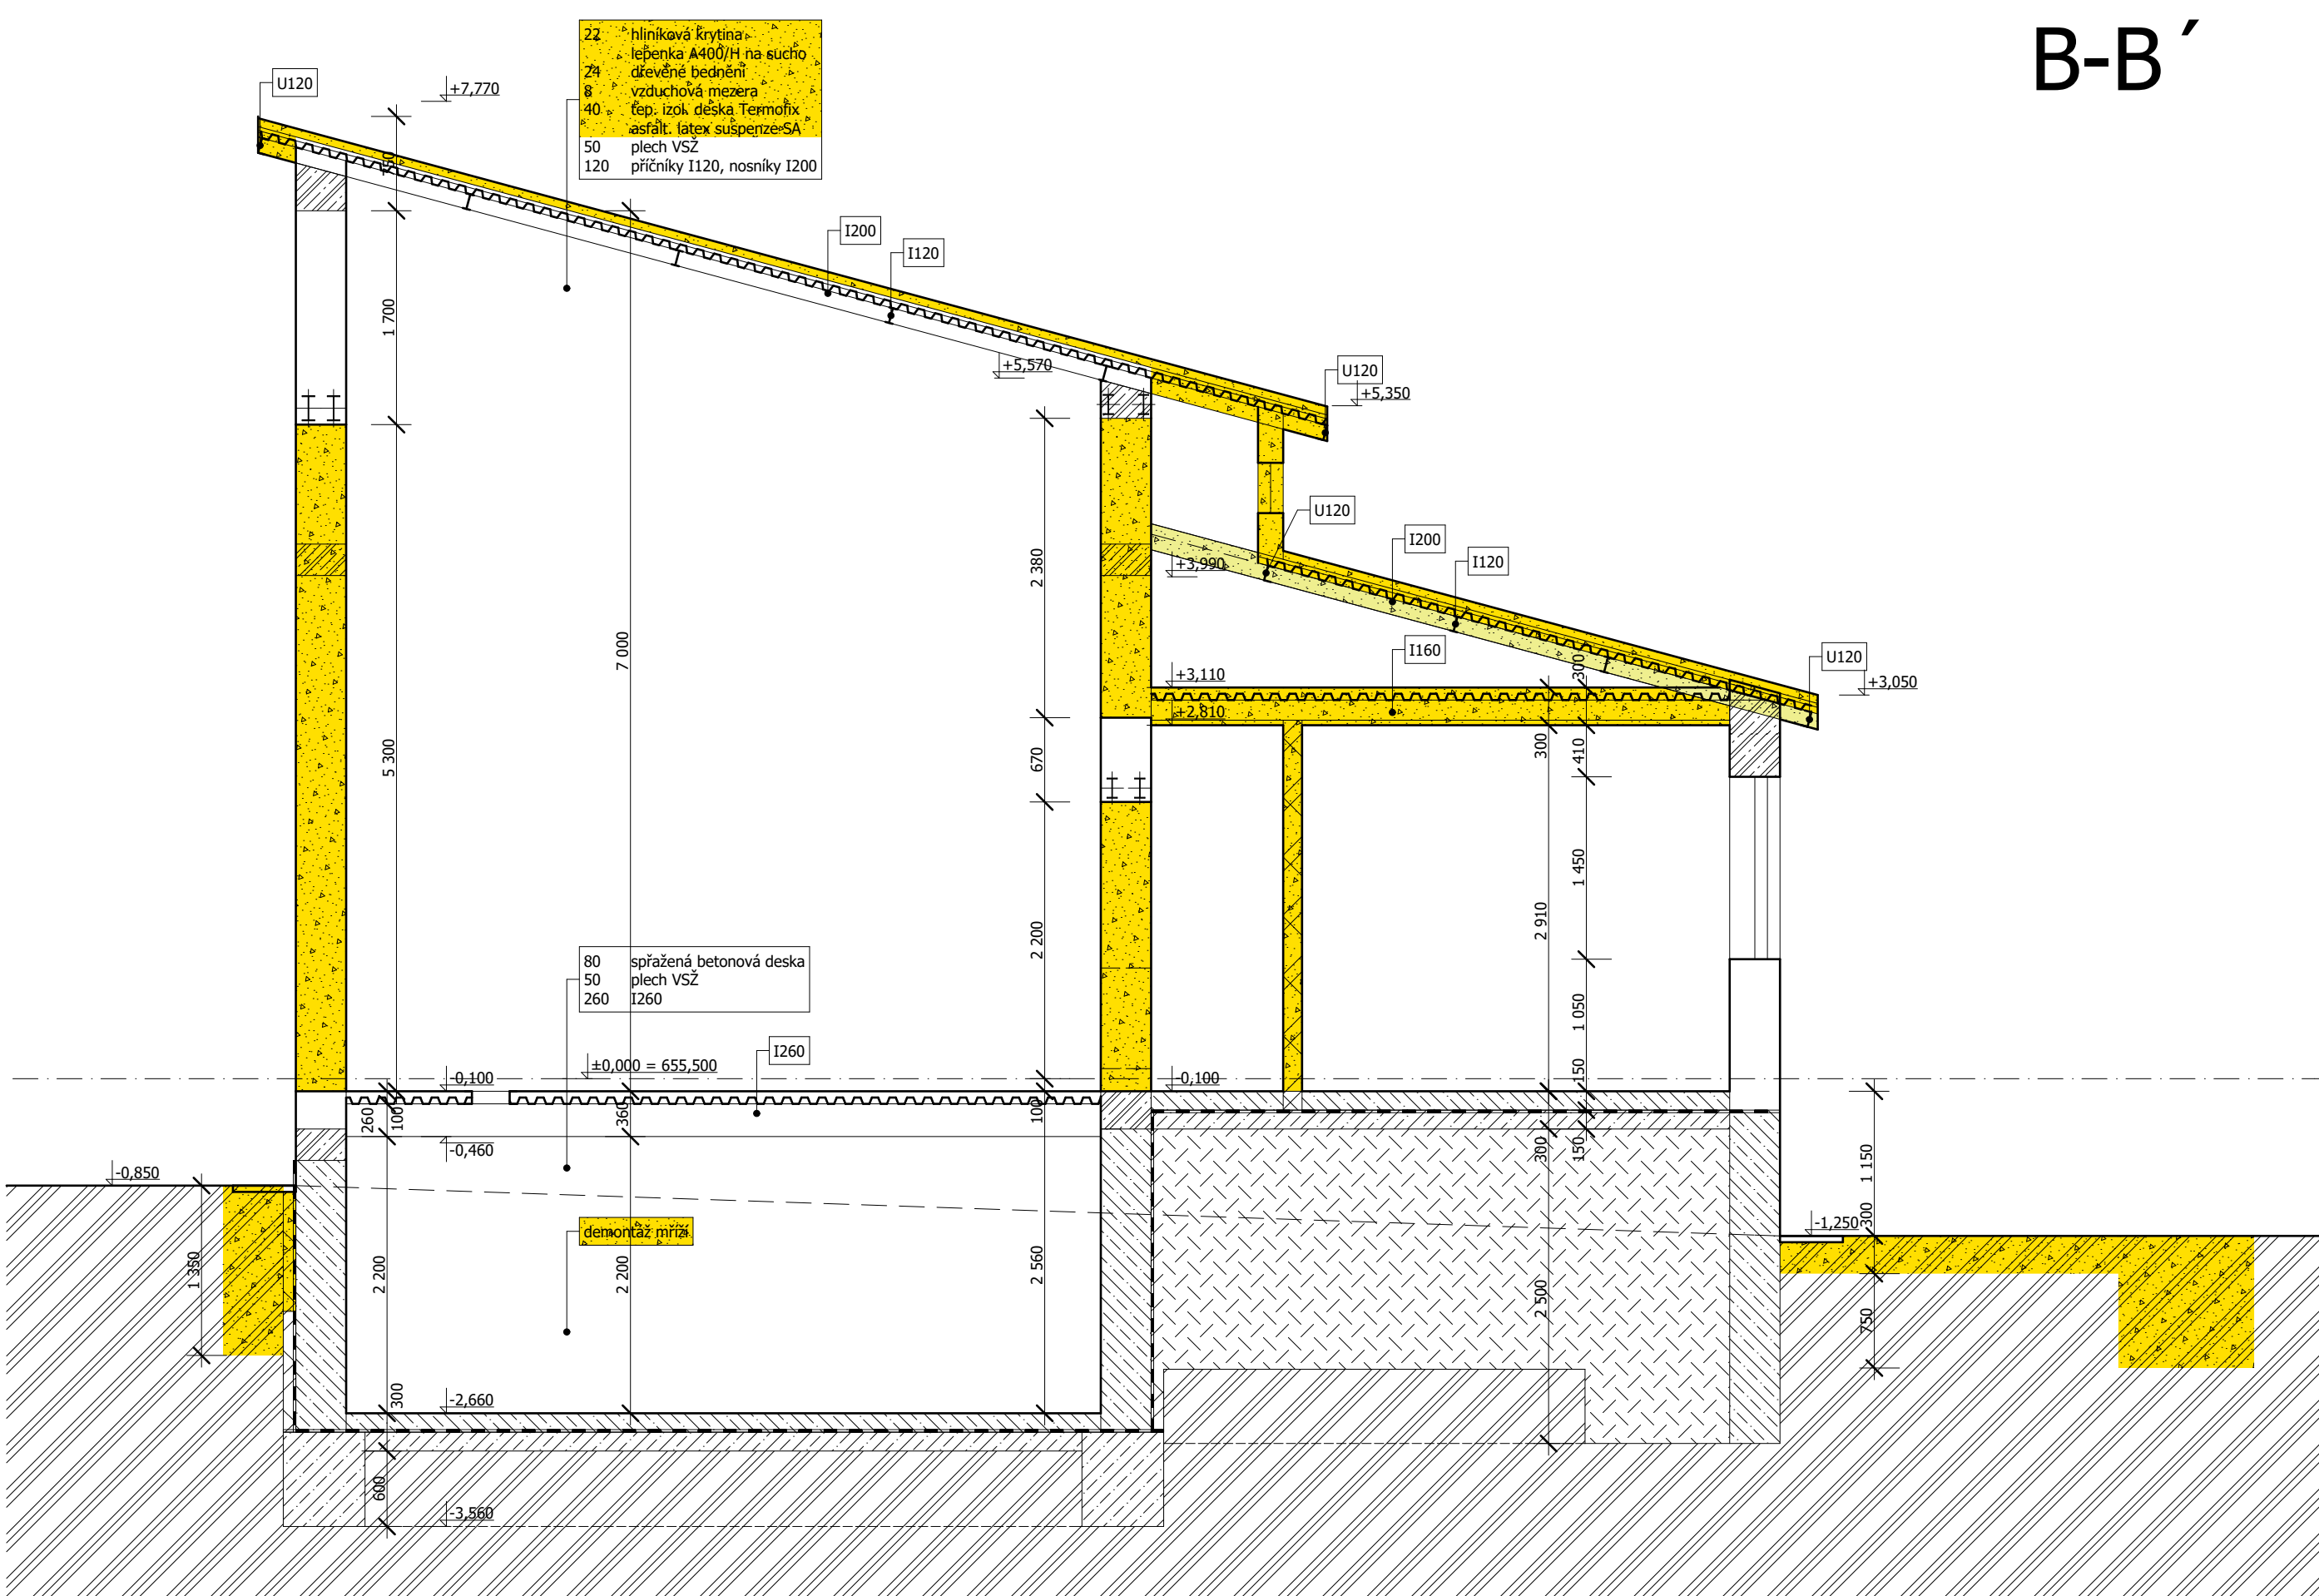 B-B´
22 hliníková krytina
lepenka A400/H na sucho
24 dřevěné bednění
8 vzduchová mezera
40 tep. izol. deska Termofix
asfalt. latex suspenze SA
50 plech VSŽ
120 příčníky I120, nosníky I200
U120
+7,770
750
1 700
I200
I120
+5,570
U120
+5,350
U120
I200
I120
+3,990
2 380
7 000
I160
U120
+3,110
300
+3,050
+2,810
5 300
670
300
410
1 450
2 910
2 200
80 spřažená betonová deska
50 plech VSŽ
260 I260
1 050
I260
±0,000 = 655,500
-0,100
-0,100
150
260
100
360
100
-0,460
300
150
1 150
-0,850
300
-1,250
demontáž mříží
1 350
2 200
2 200
2 560
2 500
750
300
-2,660
600
-3,560